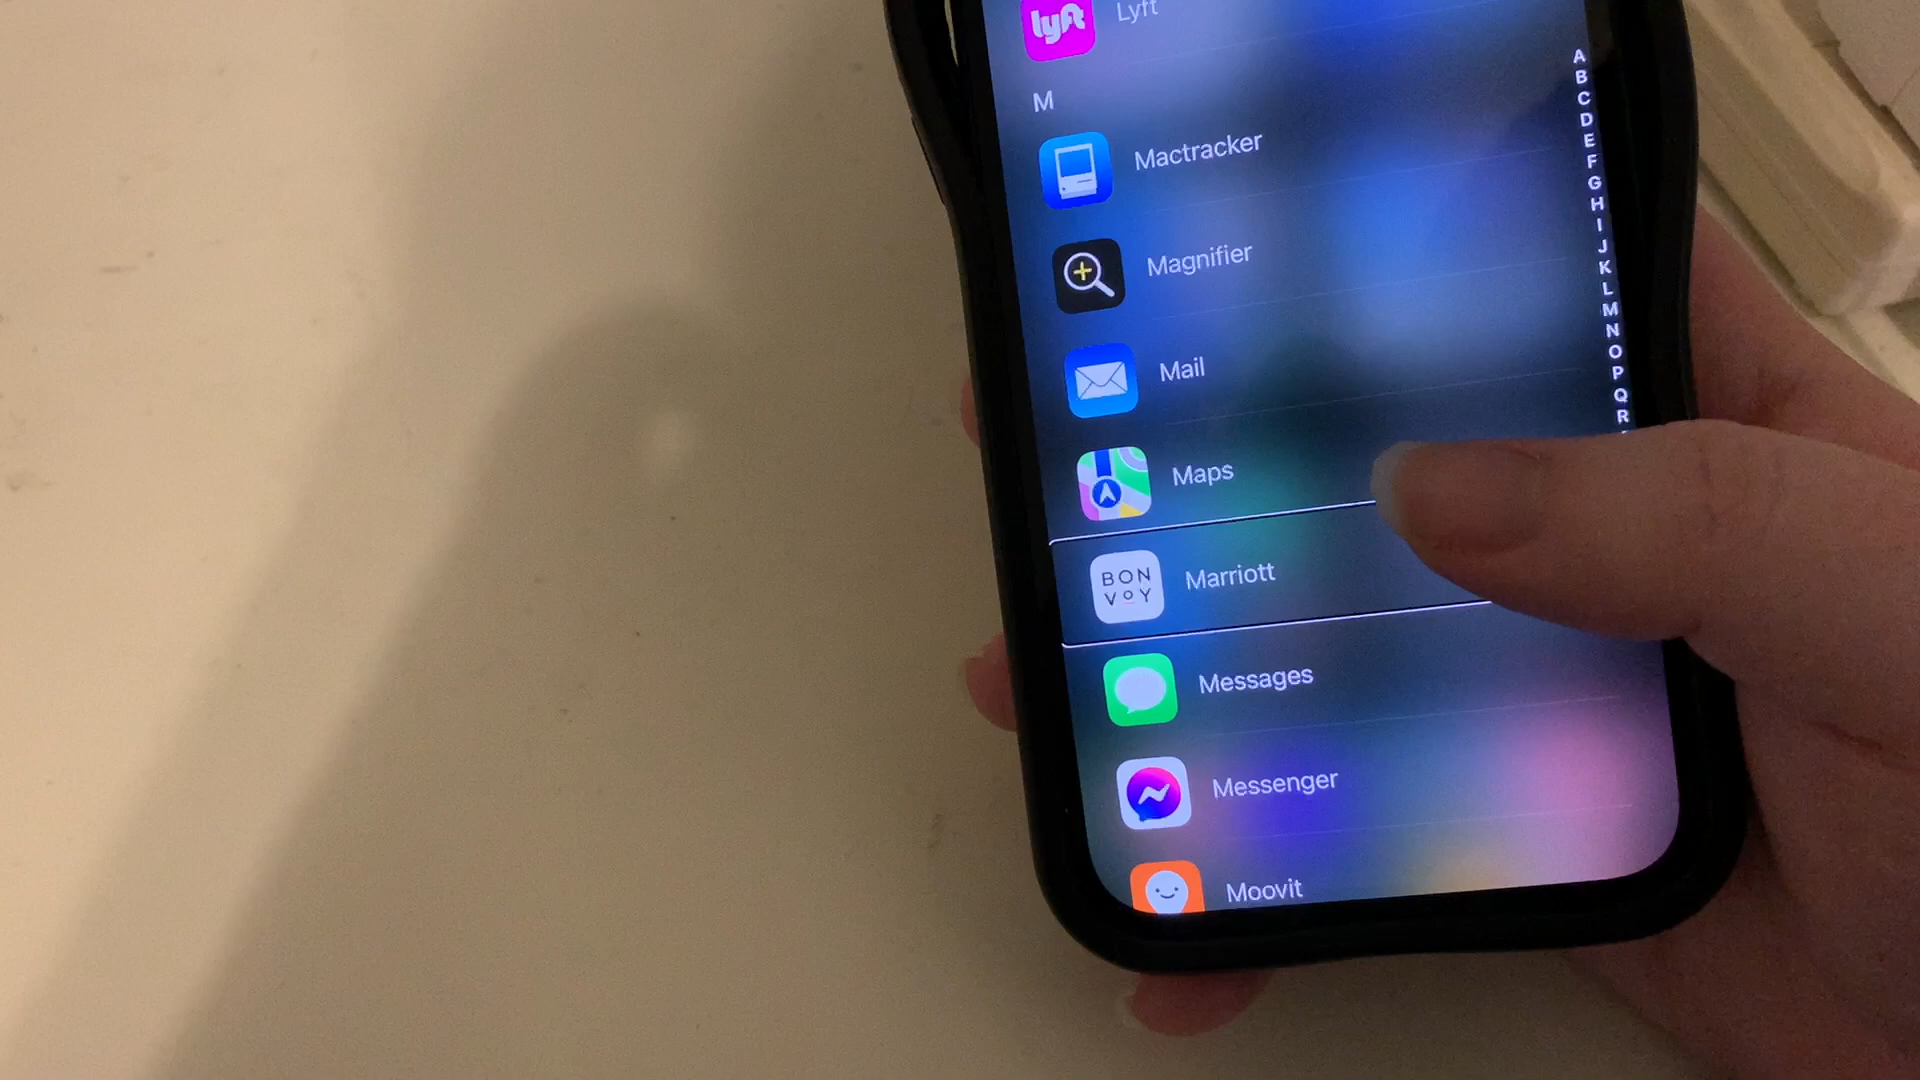 lyft
Lyft
M
Mactracker
Magnifier
Mail
Maps
BON
VOY
Marriott
Messages
Messenger
Moovit
A
B
C
D
E
F
G
H
I
J
K
L
M
N
O
P
Q
R